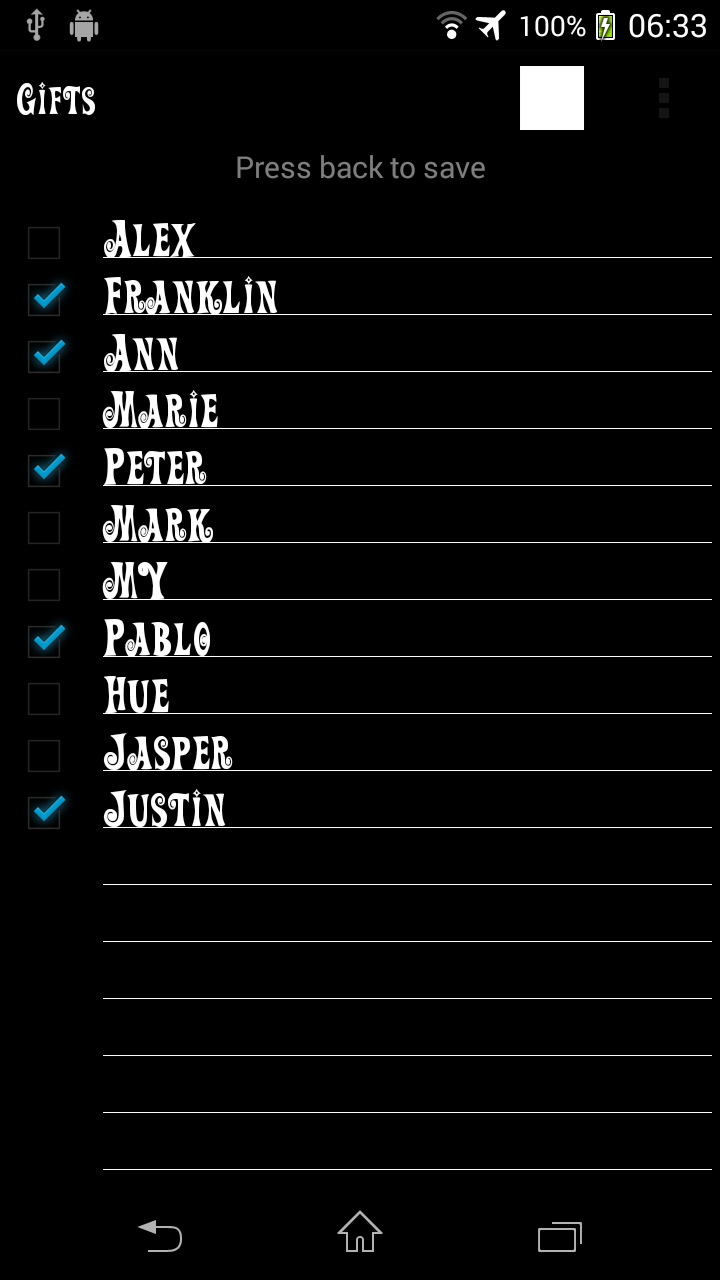 100% 06:33
Gifts
Press back to save
Alex
Franklin
Ann
Marie
Peter
Mark
MY
Pablo
Hue
Jasper
Justin